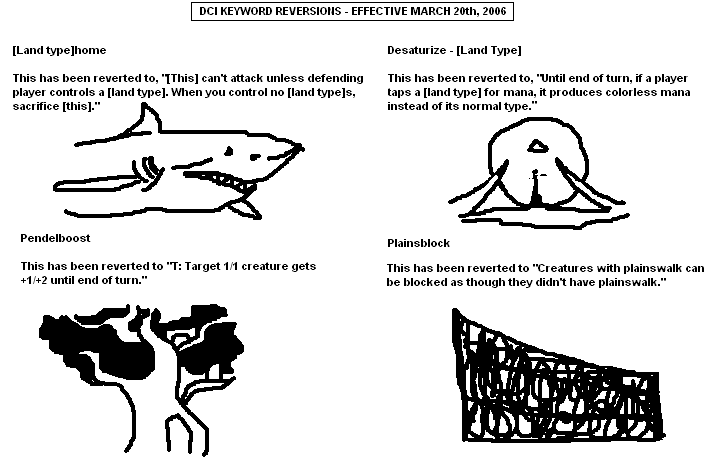 DCI KEYWORD REVERSIONS - EFFECTIVE MARCH 20th, 2006
[Land type]home
This has been reverted to, "[This] can't attack unless defending
player controls a [land type]. When you control no [land type]s,
sacrifice [this]."
Desaturize - [Land Type]
This has been reverted to, "Until end of turn, if a player
taps a [land type] for mana, it produces colorless mana
instead of its normal type."
Pendelboost
This has been reverted to "T: Target 1/1 creature gets
+1/+2 until end of turn."
Plainsblock
This has been reverted to "Creatures with plainswalk can
be blocked as though they didn't have plainswalk."